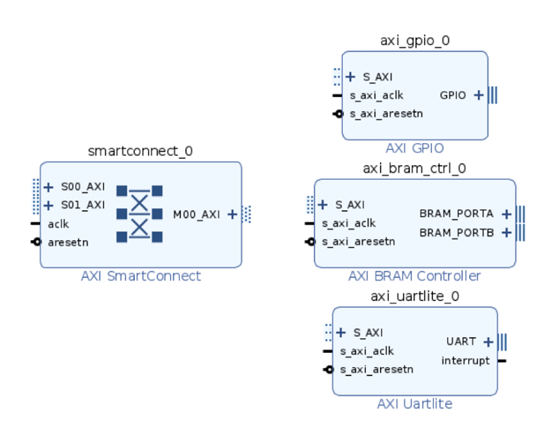 axi_gpio_0
S_AXI
s_axi_aclk
GPIO
s_axi_aresetn
AXI GPIO
smartconnect_0
S00_AXI
S01_AXI
M00_AXI
aclk
aresetn
AXI SmartConnect
axi_bram_ctrl_0
S_AXI
BRAM_PORTA
s_axi_aclk
BRAM_PORTB
s_axi_aresetn
AXI BRAM Controller
axi_uartlite_0
S_AXI
UART
s_axi_aclk
interrupt
s_axi_aresetn
AXI Uartlite